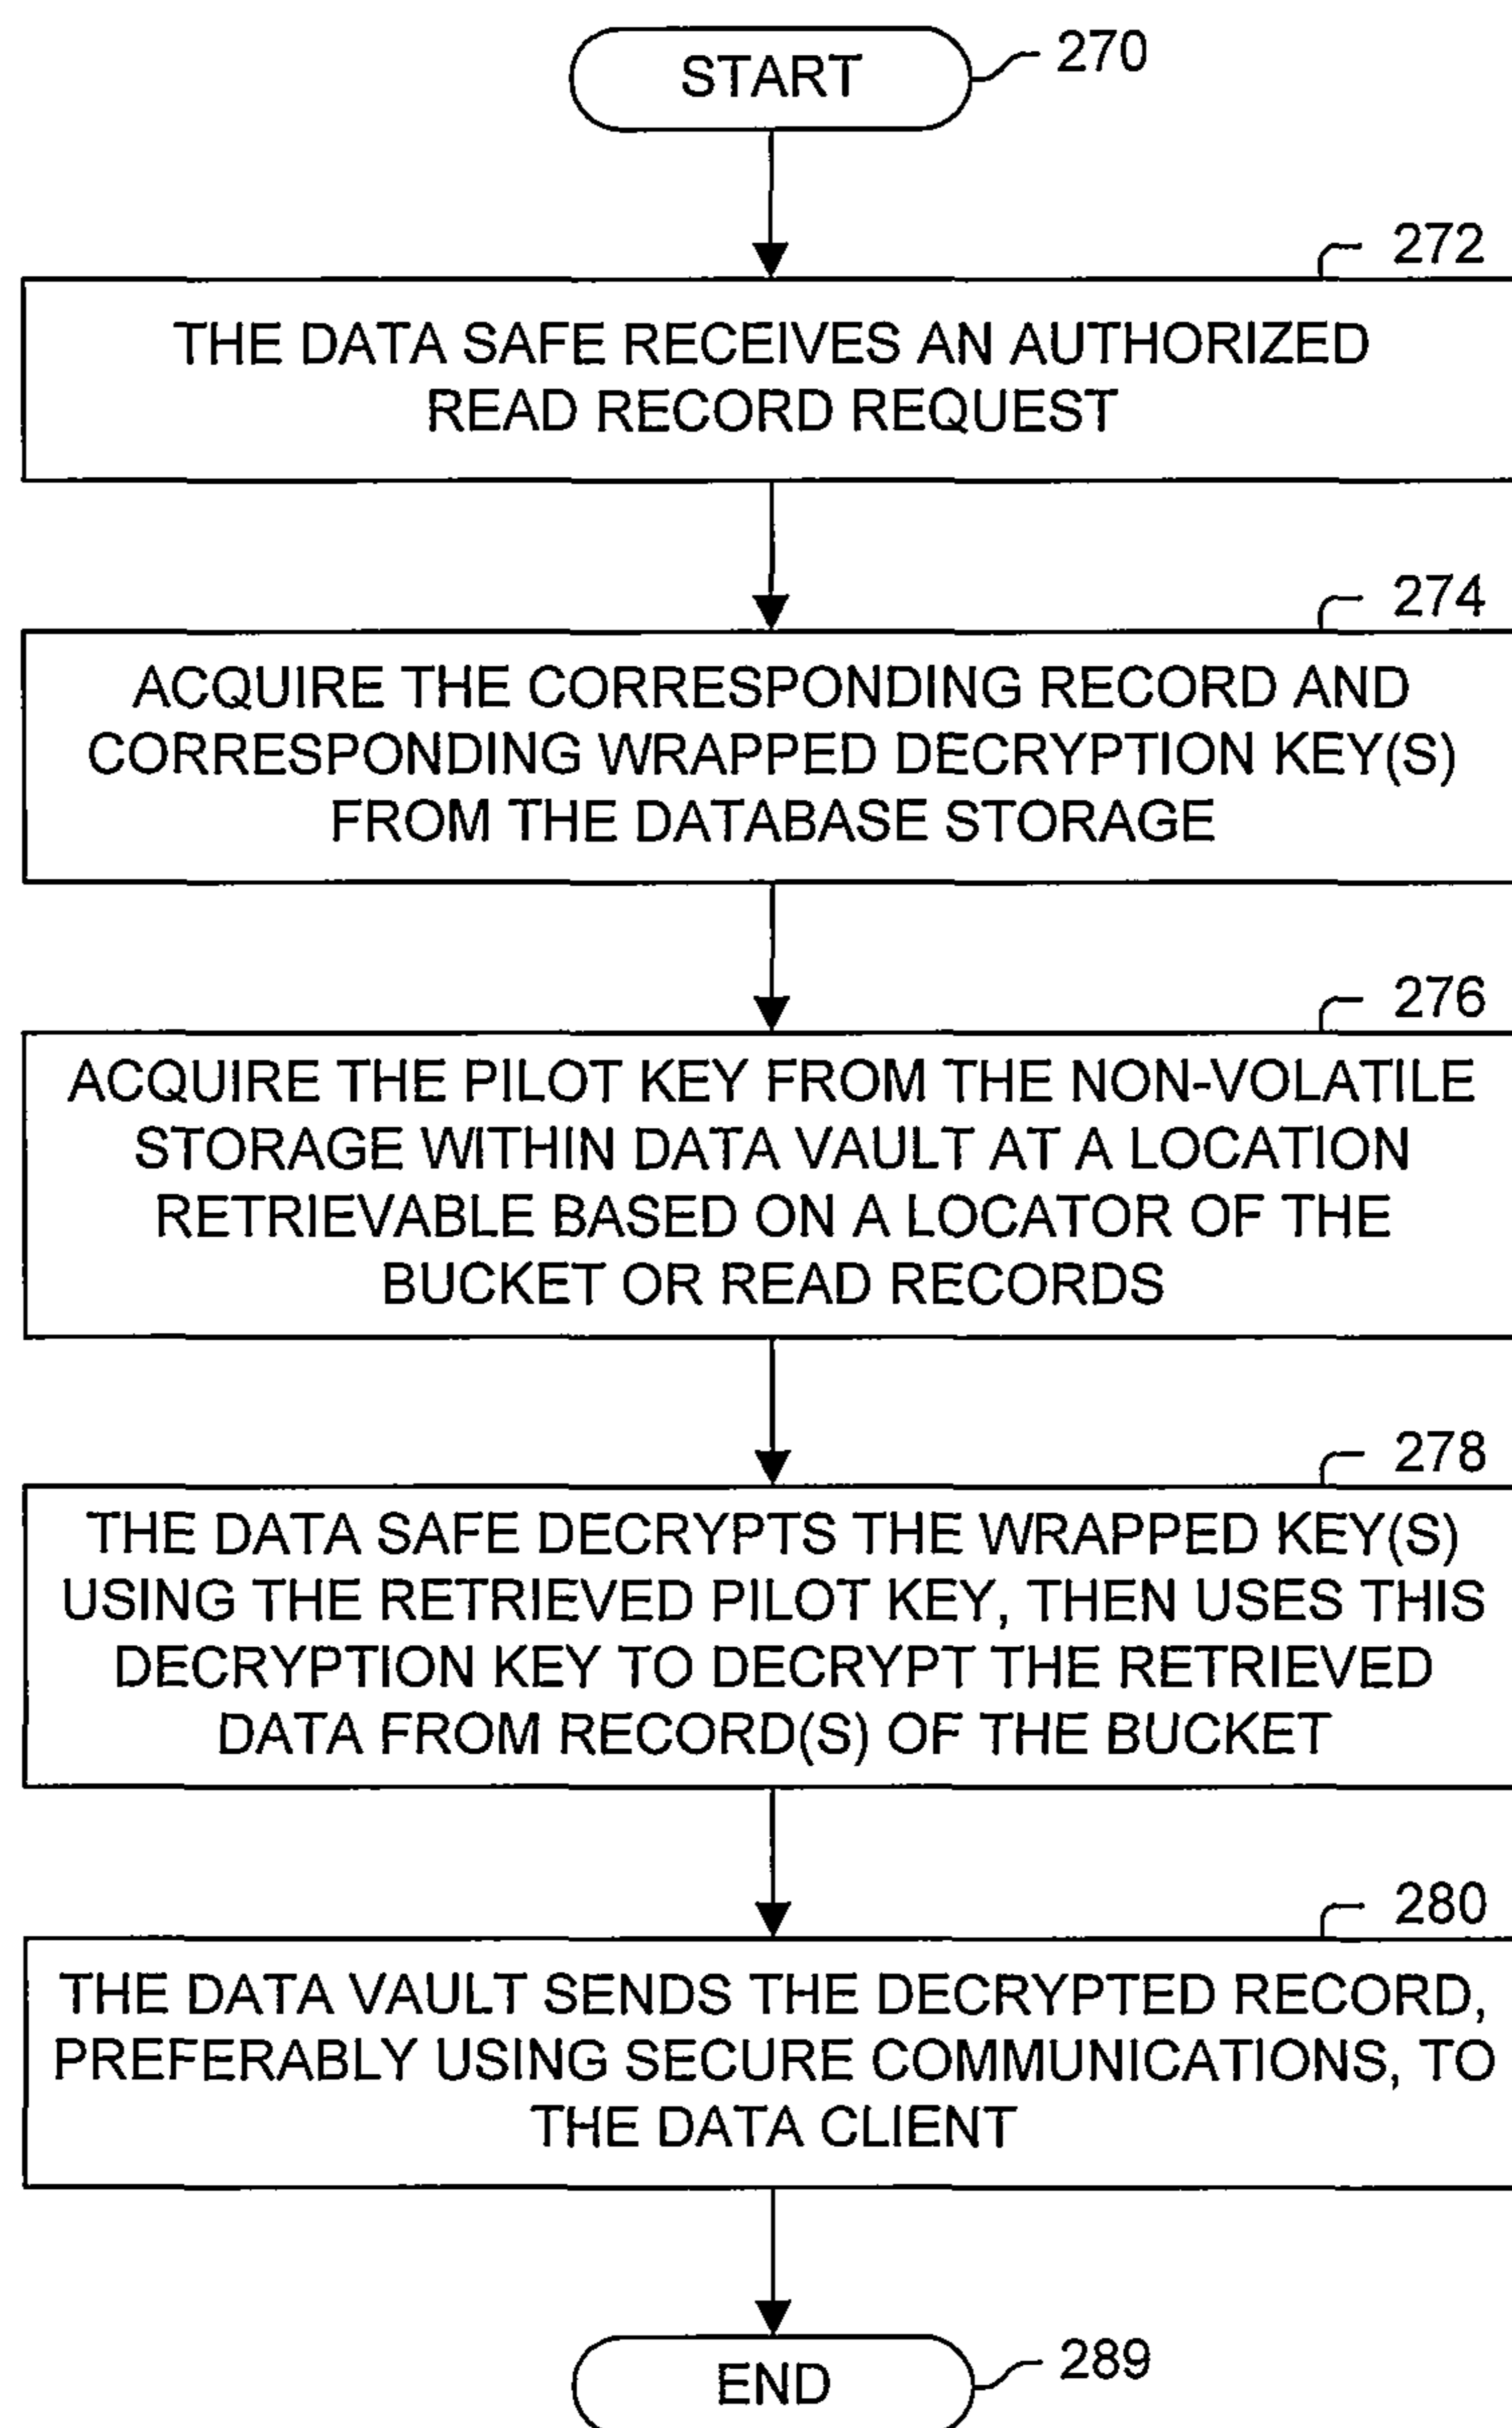 START
270
272
THE DATA SAFE RECEIVES AN AUTHORIZED
READ RECORD REQUEST
274
ACQUIRE THE CORRESPONDING RECORD AND
CORRESPONDING WRAPPED DECRYPTION KEY(S)
FROM THE DATABASE STORAGE
276
ACQUIRE THE PILOT KEY FROM THE NON-VOLATILE
STORAGE WITHIN DATA VAULT AT A LOCATION
RETRIEVABLE BASED ON A LOCATOR OF THE
BUCKET OR READ RECORDS
278
THE DATA SAFE DECRYPTS THE WRAPPED KEY(S)
USING THE RETRIEVED PILOT KEY, THEN USES THIS
DECRYPTION KEY TO DECRYPT THE RETRIEVED
DATA FROM RECORD(S) OF THE BUCKET
280
THE DATA VAULT SENDS THE DECRYPTED RECORD,
PREFERABLY USING SECURE COMMUNICATIONS, TO
THE DATA CLIENT
END
289